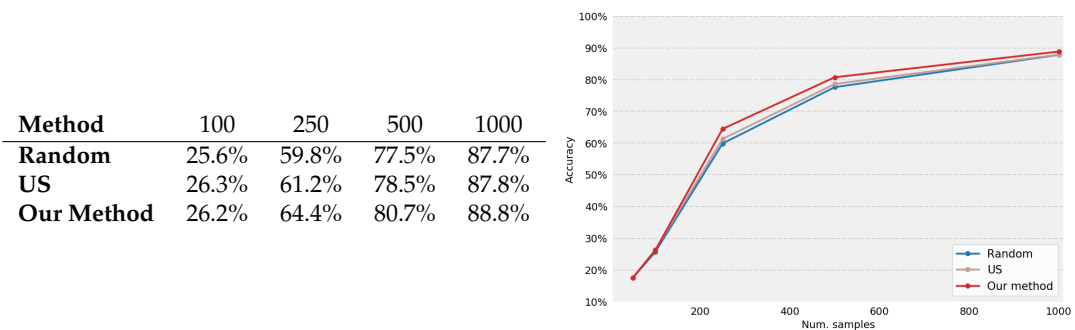 Method 100 250 500 1000
Random 25.6% 59.8% 77.5% 87.7%
US 26.3% 61.2% 78.5% 87.8%
Our Method 26.2% 64.4% 80.7% 88.8%
100%
90%
80%
70%
60%
50%
40%
30%
20%
10%
Accuracy
Random
US
Our method
200 400 600 800 1000
Num. samples